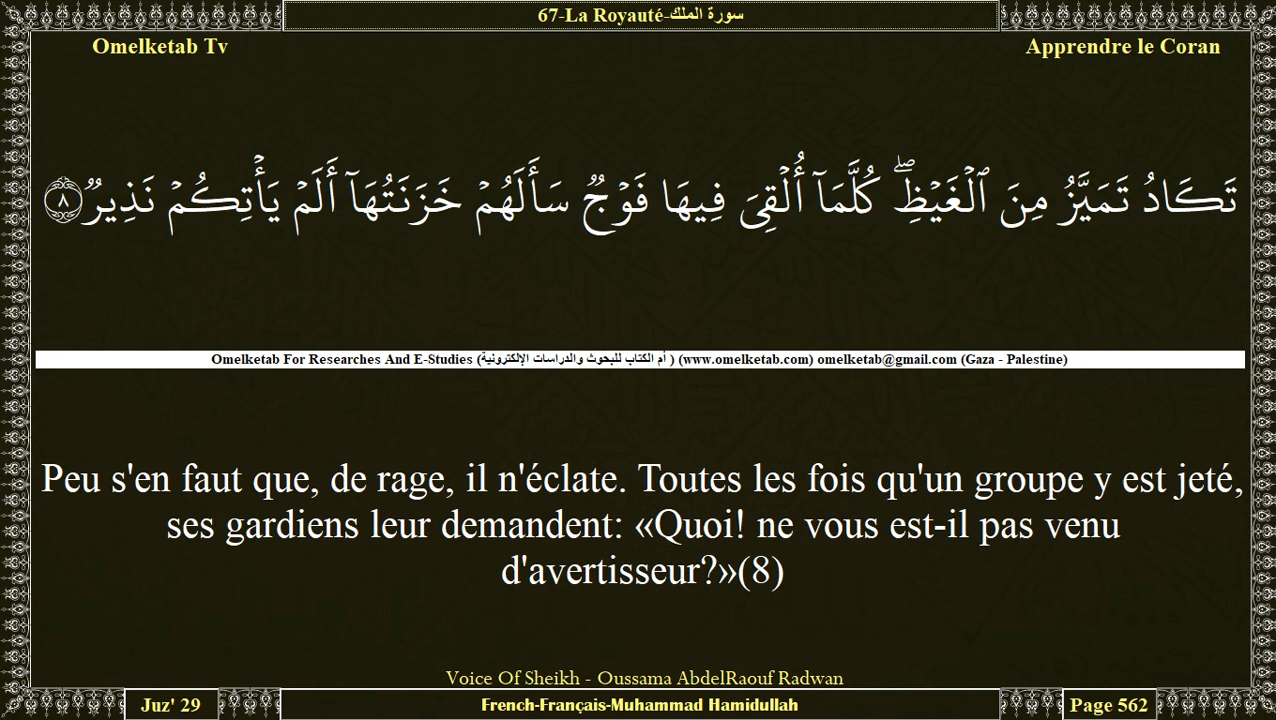 67-La Royauté-سورة الملك
Omelketab Tv
Apprendre le Coran
تَكَادُ تَمَيَّزُ مِنَ ٱلْغَيْظِ ۖ كُلَّمَآ أُلْقِىَ فِيهَا فَوْجٌ سَأَلَهُمْ خَزَنَتُهَآ أَلَمْ يَأْتِكُمْ نَذِيرٌ ٨
Omelketab For Researches And E-Studies (أم الكتاب للبحوث والدراسات الإلكترونية ) (www.omelketab.com) omelketab@gmail.com (Gaza - Palestine)
Peu s'en faut que, de rage, il n'éclate. Toutes les fois qu'un groupe y est jeté,
ses gardiens leur demandent: «Quoi! ne vous est-il pas venu
d'avertisseur?»(8)
Voice Of Sheikh - Oussama AbdelRaouf Radwan
Juz' 29
French-Français-Muhammad Hamidullah
Page 562